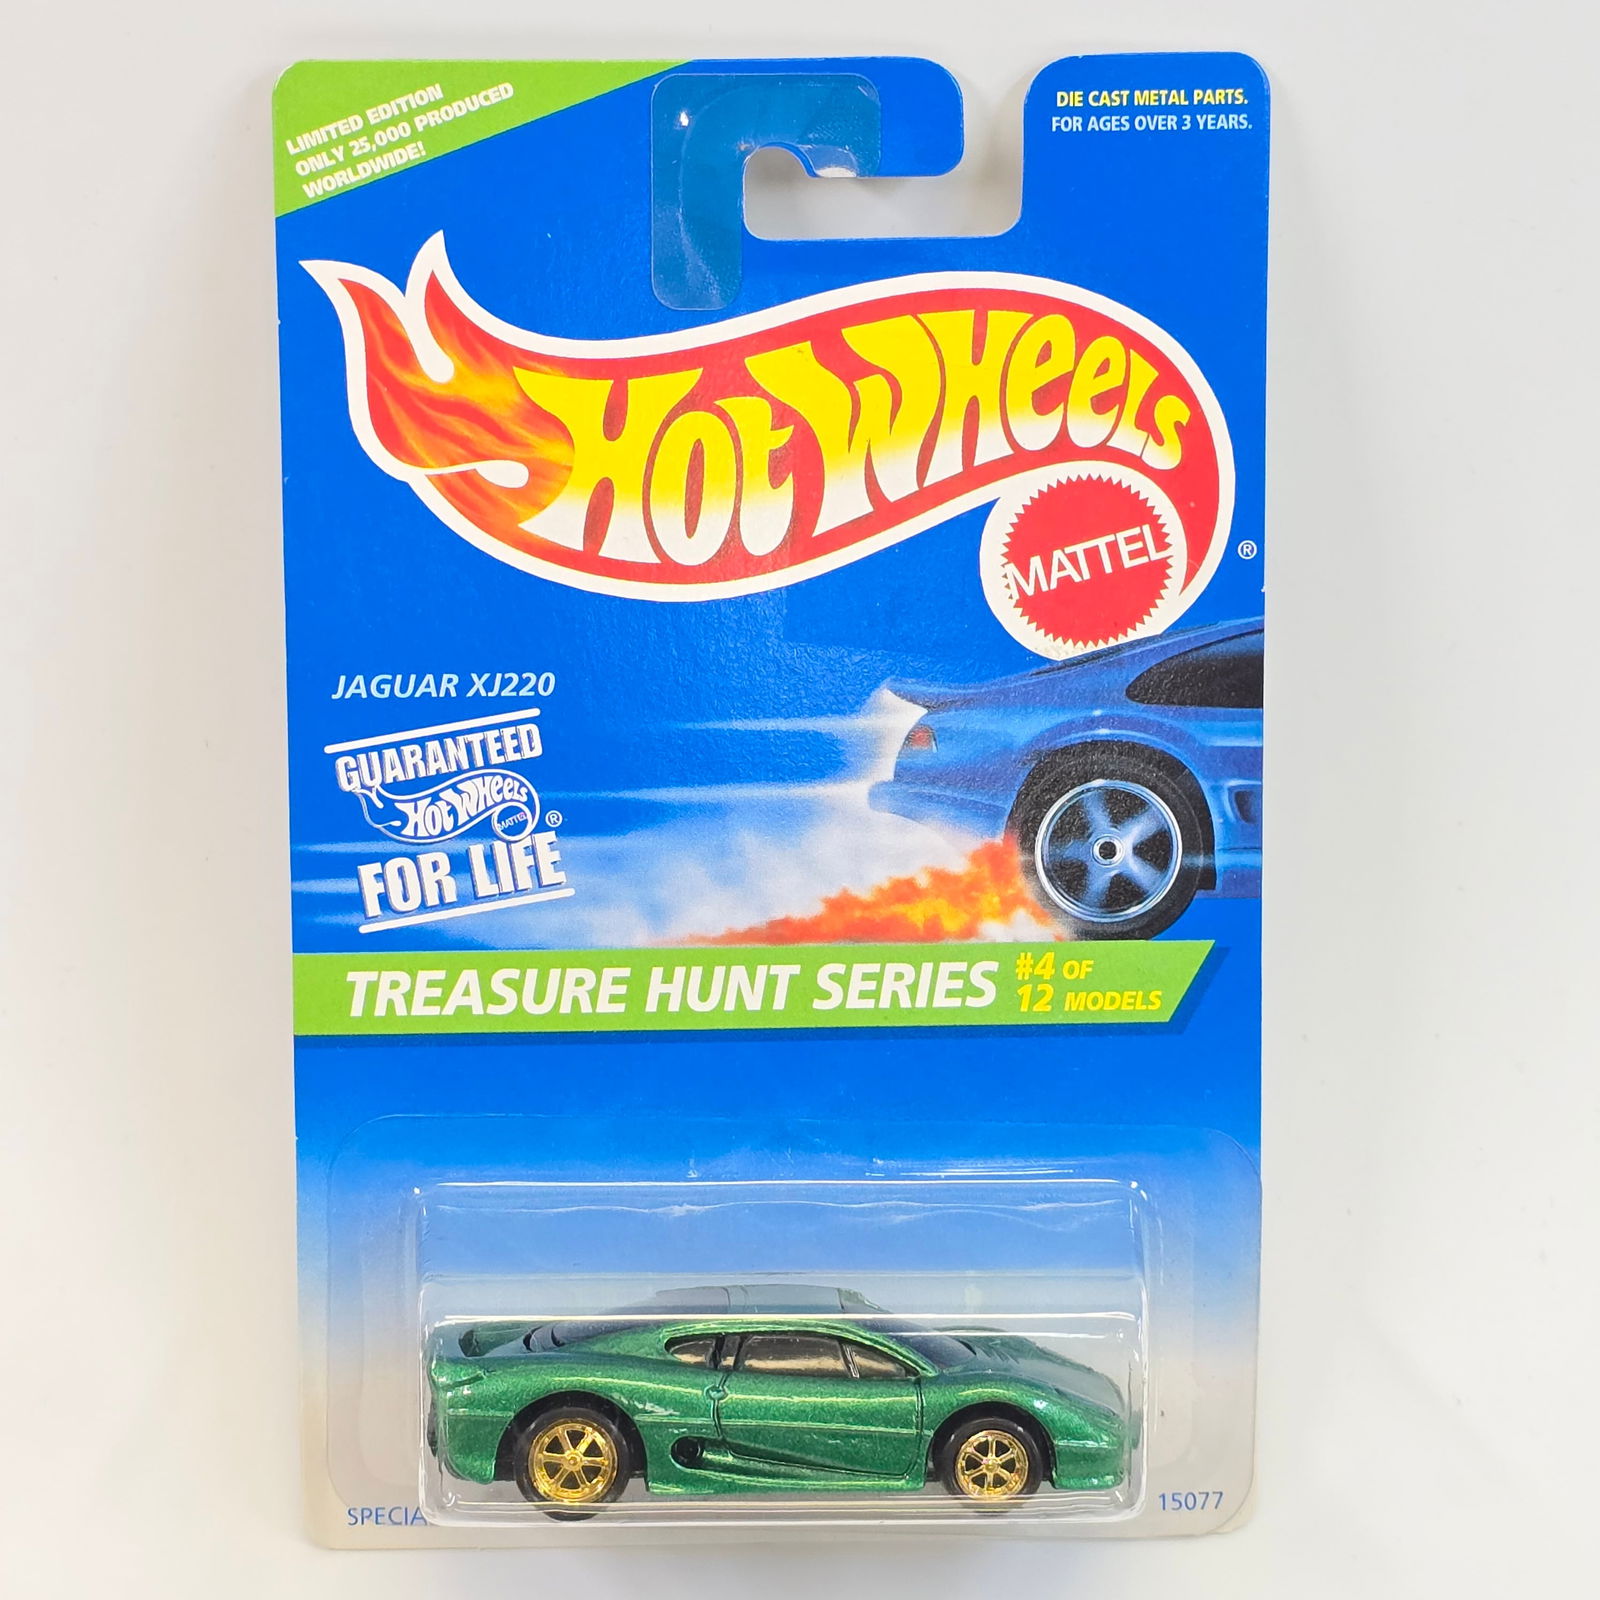 LIMITED EDITION
ONLY 25,000 PRODUCED
WORLDWIDE!
DIE CAST METAL PARTS.
FOR AGES OVER 3 YEARS.
HOT WHEELS
MATTEL
®
JAGUAR XJ220
GUARANTEED
HOT WHEELS
MATTEL
®
FOR LIFE
TREASURE HUNT SERIES
#4 OF
12 MODELS
SPECIA
15077